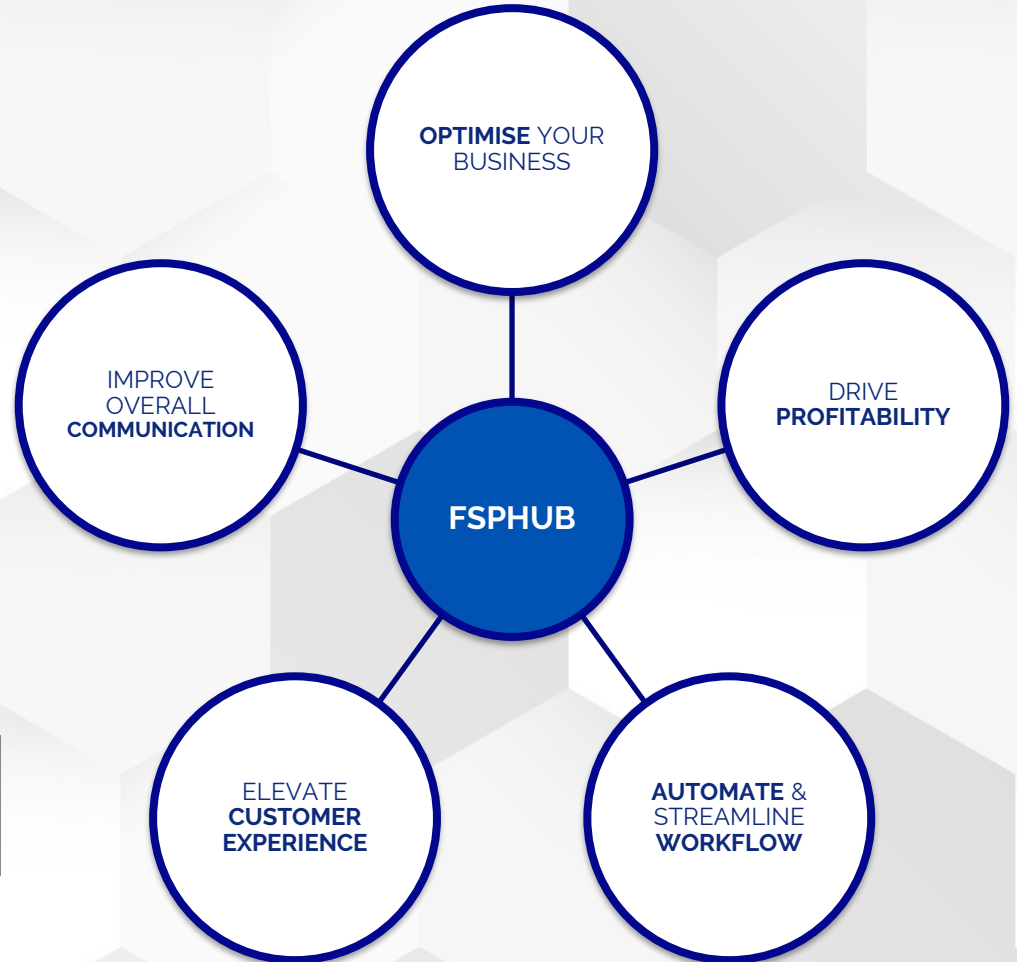 OPTIMISE YOUR
BUSINESS
IMPROVE
OVERALL
COMMUNICATION
DRIVE
PROFITABILITY
FSPHUB
ELEVATE
CUSTOMER
EXPERIENCE
AUTOMATE &
STREAMLINE
WORKFLOW